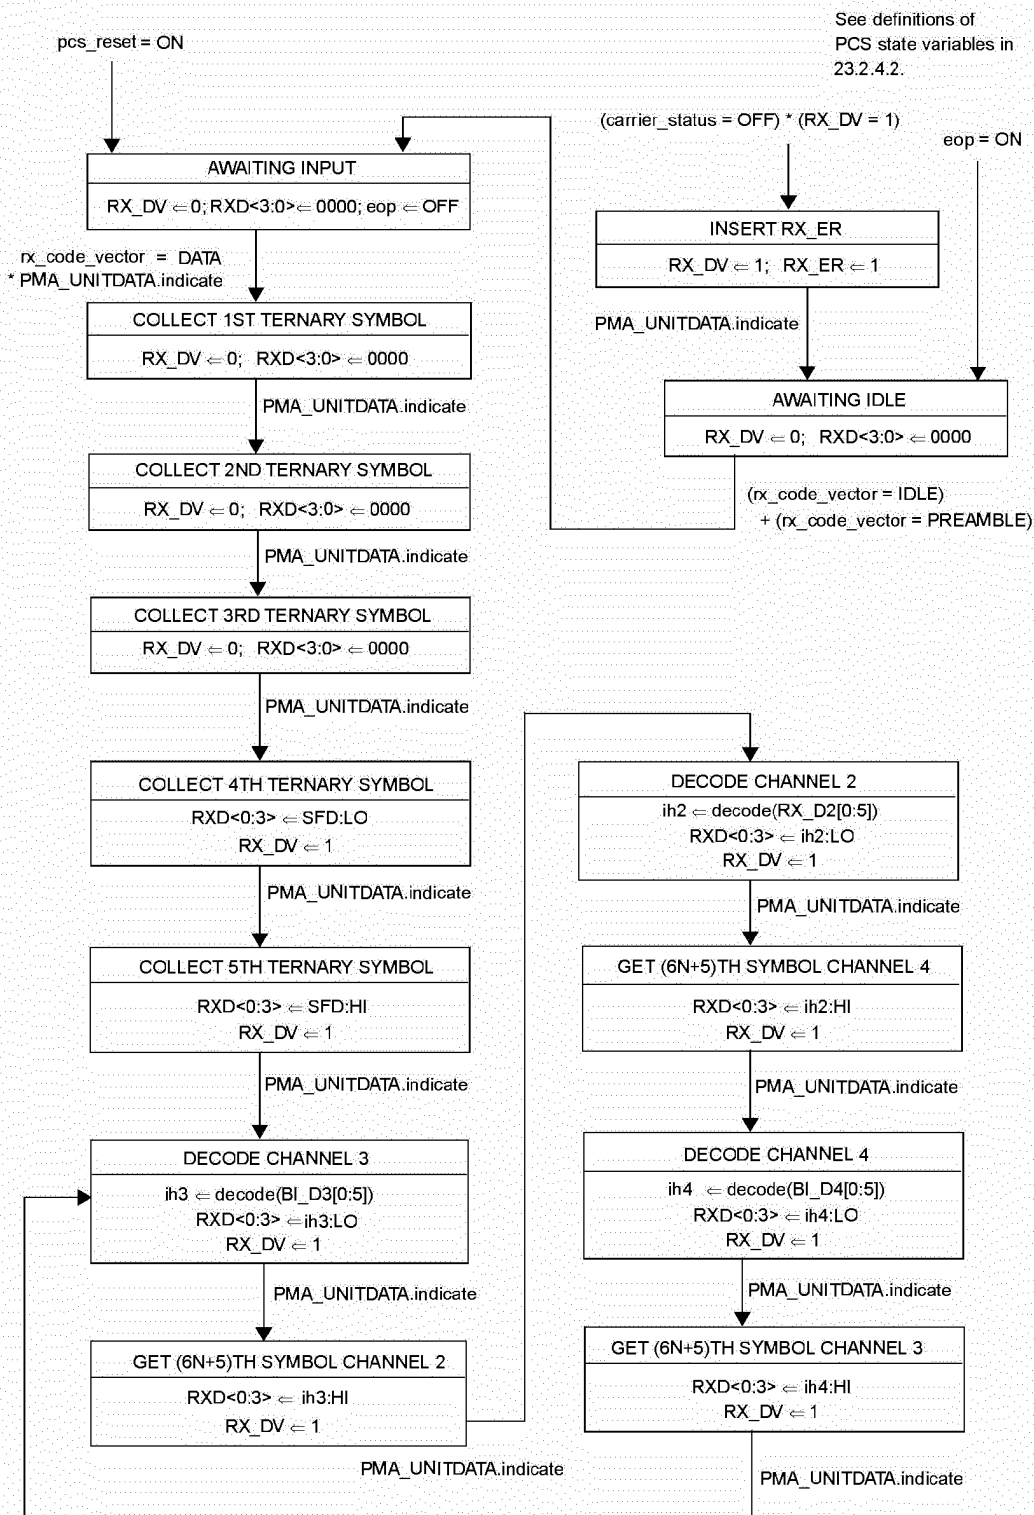 See definitions of
PCS state variables in
23.2.4.2.
pcs_reset = ON
(carrier_status = OFF) * (RX_DV = 1)
eop = ON
AWAITING INPUT
RX_DV ⇐ 0; RXD<3:0> ⇐ 0000; eop ⇐ OFF
rx_code_vector = DATA
* PMA_UNITDATA.indicate
INSERT RX_ER
RX_DV ⇐ 1; RX_ER ⇐ 1
PMA_UNITDATA.indicate
COLLECT 1ST TERNARY SYMBOL
RX_DV ⇐ 0; RXD<3:0> ⇐ 0000
PMA_UNITDATA.indicate
AWAITING IDLE
RX_DV ⇐ 0; RXD<3:0> ⇐ 0000
(rx_code_vector = IDLE)
+ (rx_code_vector = PREAMBLE)
COLLECT 2ND TERNARY SYMBOL
RX_DV ⇐ 0; RXD<3:0> ⇐ 0000
PMA_UNITDATA.indicate
COLLECT 3RD TERNARY SYMBOL
RX_DV ⇐ 0; RXD<3:0> ⇐ 0000
PMA_UNITDATA.indicate
COLLECT 4TH TERNARY SYMBOL
RXD<0:3> ⇐ SFD:LO
RX_DV ⇐ 1
PMA_UNITDATA.indicate
COLLECT 5TH TERNARY SYMBOL
RXD<0:3> ⇐ SFD:HI
RX_DV ⇐ 1
PMA_UNITDATA.indicate
DECODE CHANNEL 3
ih3 ⇐ decode(BI_D3[0:5])
RXD<0:3> ⇐ ih3:LO
RX_DV ⇐ 1
PMA_UNITDATA.indicate
GET (6N+5)TH SYMBOL CHANNEL 2
RXD<0:3> ⇐ ih3:HI
RX_DV ⇐ 1
PMA_UNITDATA.indicate
DECODE CHANNEL 2
ih2 ⇐ decode(RX_D2[0:5])
RXD<0:3> ⇐ ih2:LO
RX_DV ⇐ 1
PMA_UNITDATA.indicate
GET (6N+5)TH SYMBOL CHANNEL 4
RXD<0:3> ⇐ ih2:HI
RX_DV ⇐ 1
PMA_UNITDATA.indicate
DECODE CHANNEL 4
ih4 ⇐ decode(BI_D4[0:5])
RXD<0:3> ⇐ ih4:LO
RX_DV ⇐ 1
PMA_UNITDATA.indicate
GET (6N+5)TH SYMBOL CHANNEL 3
RXD<0:3> ⇐ ih4:HI
RX_DV ⇐ 1
PMA_UNITDATA.indicate